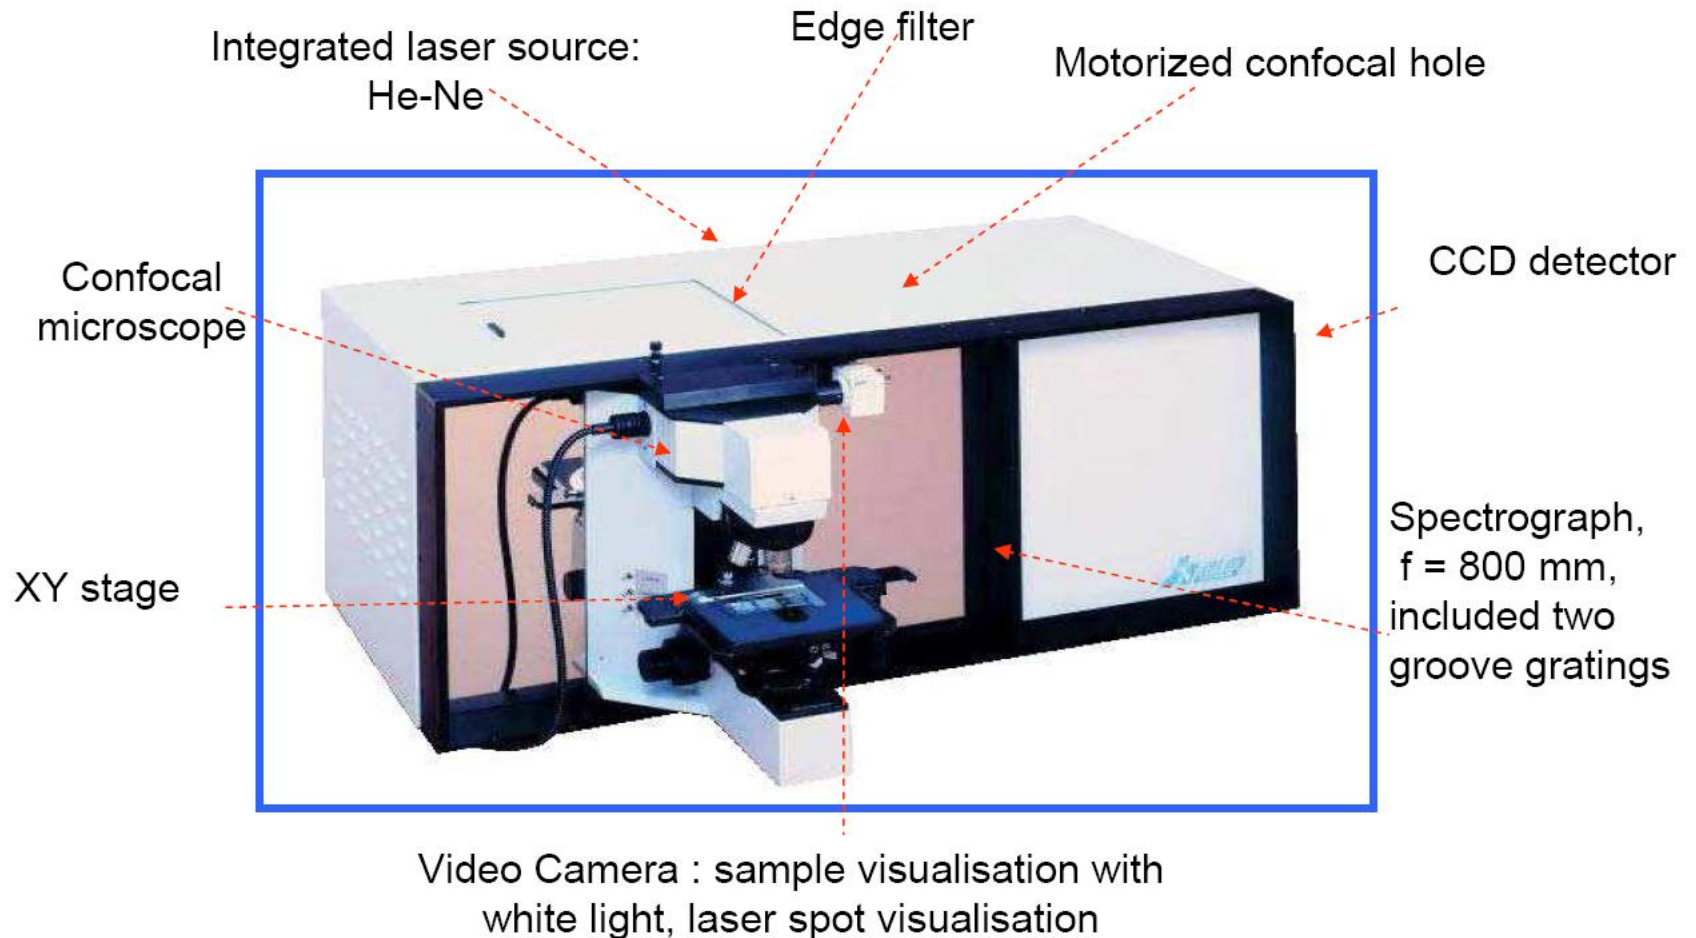 Edge filter
Integrated laser source:
He-Ne
Motorized confocal hole
Confocal
microscope
CCD detector
Spectrograph,
f = 800 mm,
included two
groove gratings
XY stage
Video Camera : sample visualisation with
white light, laser spot visualisation